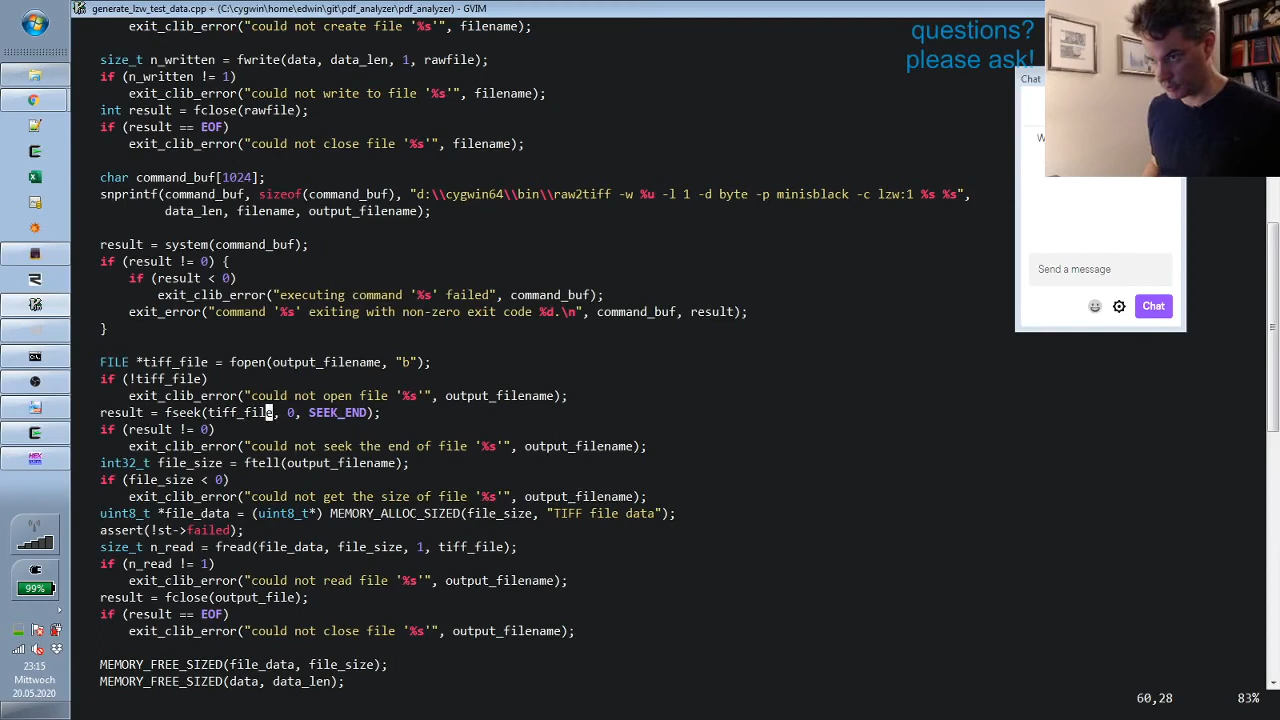 generate_lzw_test_data.cpp + (C:\cygwin\home\edwin\git\pdf_analyzer\pdf_analyzer) - GVIM
exit_clib_error("could not create file '%s'", filename);
size_t n_written = fwrite(data, data_len, 1, rawfile);
if (n_written != 1)
exit_clib_error("could not write to file '%s'", filename);
int result = fclose(rawfile);
if (result == EOF)
exit_clib_error("could not close file '%s'", filename);
char command_buf[1024];
snprintf(command_buf, sizeof(command_buf), "d:\\cygwin64\\bin\\raw2tiff -w %u -l 1 -d byte -p minisblack -c lzw:1 %s %s",
data_len, filename, output_filename);
result = system(command_buf);
if (result != 0) {
if (result < 0)
exit_clib_error("executing command '%s' failed", command_buf);
exit_error("command '%s' exiting with non-zero exit code %d.\n", command_buf, result);
}
FILE *tiff_file = fopen(output_filename, "b");
if (!tiff_file)
exit_clib_error("could not open file '%s'", output_filename);
result = fseek(tiff_file, 0, SEEK_END);
if (result != 0)
exit_clib_error("could not seek the end of file '%s'", output_filename);
int32_t file_size = ftell(output_filename);
if (file_size < 0)
exit_clib_error("could not get the size of file '%s'", output_filename);
uint8_t *file_data = (uint8_t*) MEMORY_ALLOC_SIZED(file_size, "TIFF file data");
assert(!st->failed);
size_t n_read = fread(file_data, file_size, 1, tiff_file);
if (n_read != 1)
exit_clib_error("could not read file '%s'", output_filename);
result = fclose(output_file);
if (result == EOF)
exit_clib_error("could not close file '%s'", output_filename);
MEMORY_FREE_SIZED(file_data, file_size);
MEMORY_FREE_SIZED(data, data_len);
60,28 83%
questions?
please ask!
Chat
W
Send a message
Chat
HEX
99%
23:15
Mittwoch
20.05.2020